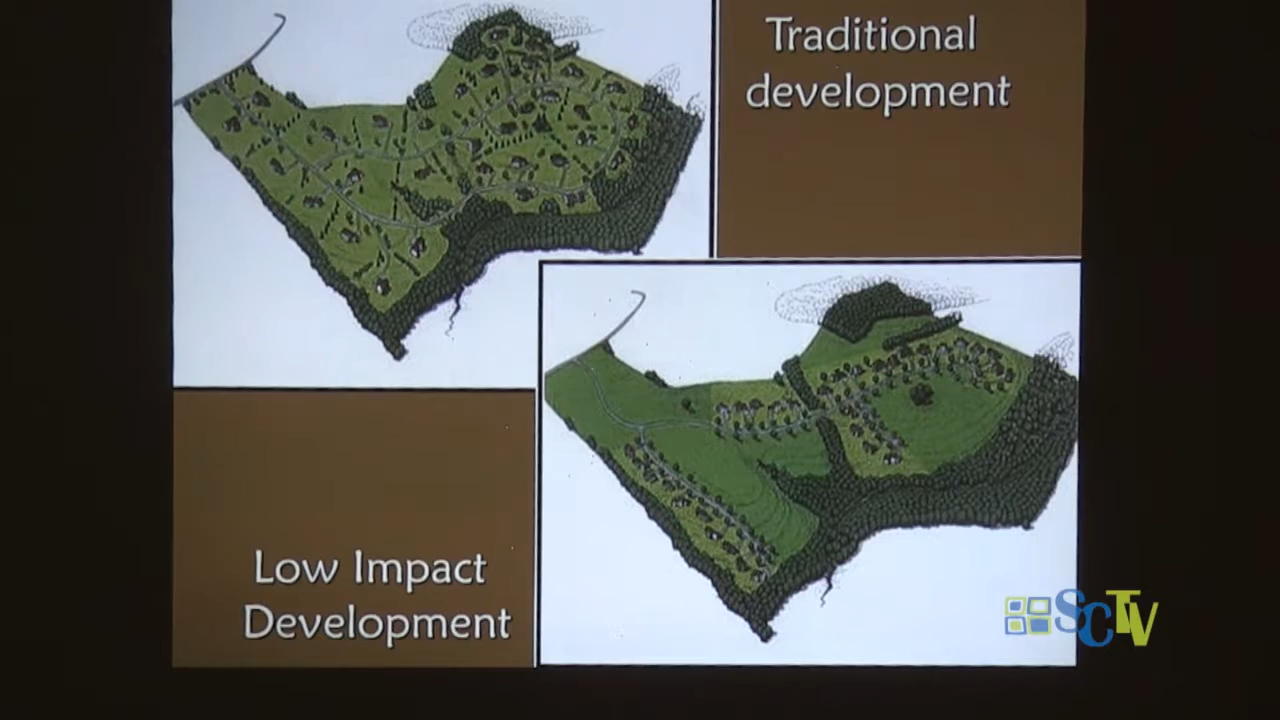 Traditional
development
Low Impact
Development
SCTV